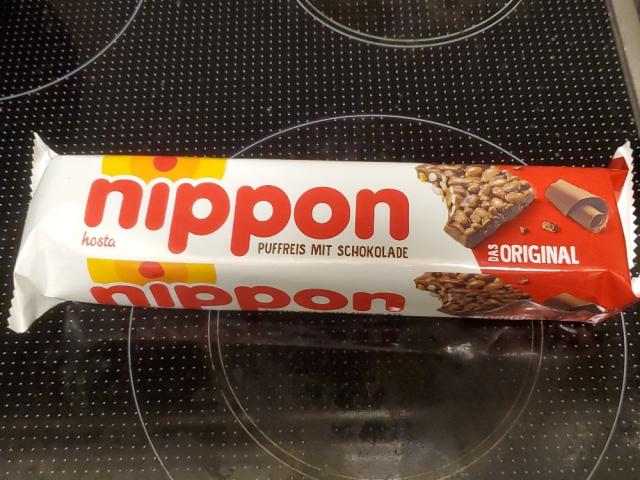 nippon
hosta
PUFFREIS MIT SCHOKOLADE
DAS ORIGINAL
nippon